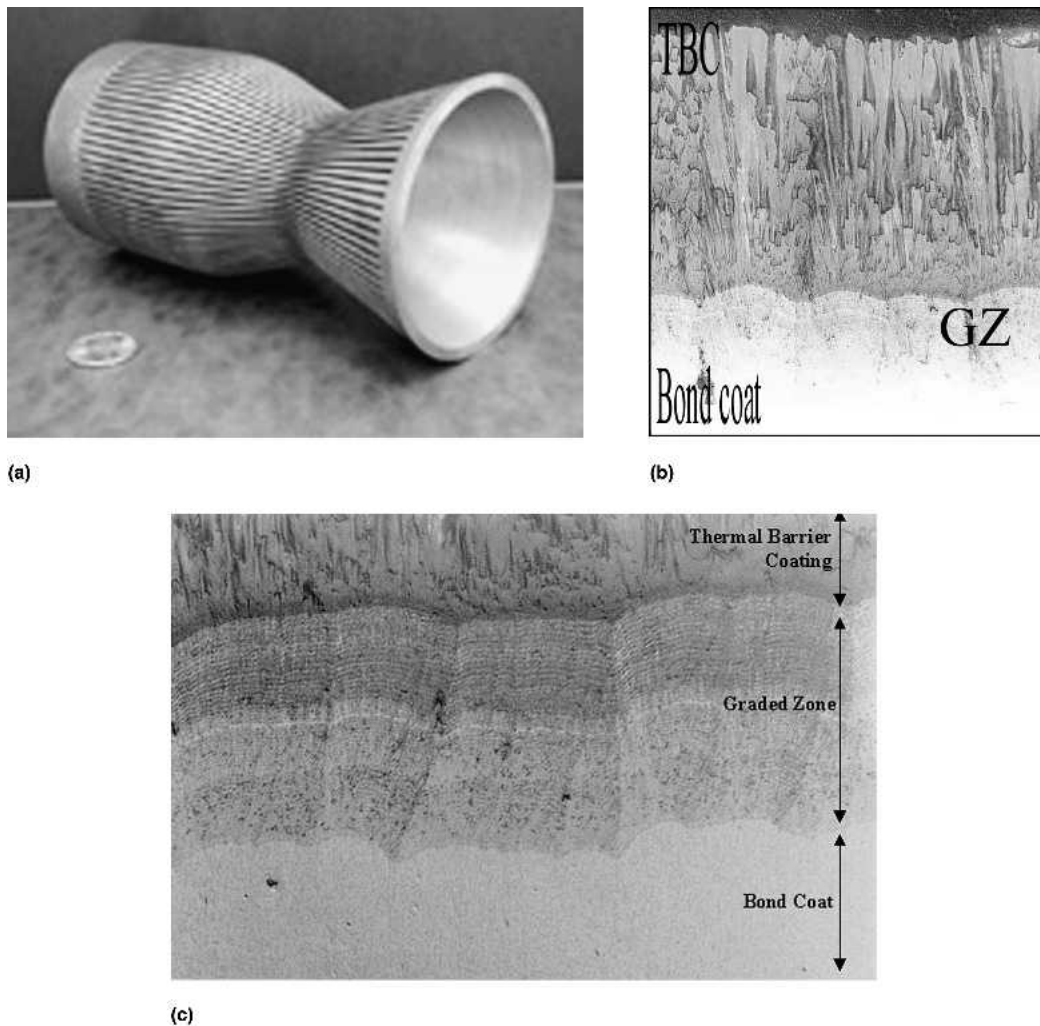 TBC
GZ
Bond coat
(a)
(b)
Thermal Barrier
Coating
Graded Zone
Bond Coat
(c)